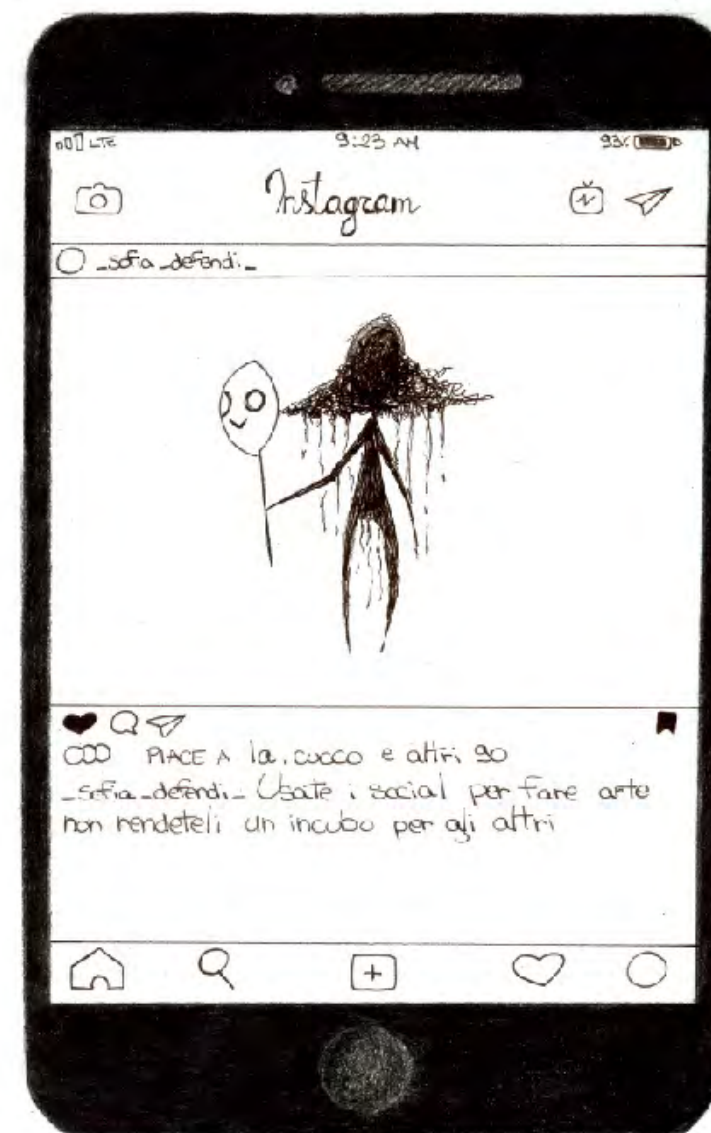 LTE 9:23 AM 93%
Instagram
_sofia_defendi_
PIACE A la.cucco e altri 90
_sofia_defendi_ Usate i social per fare arte
non rendeteli un incubo per gli altri